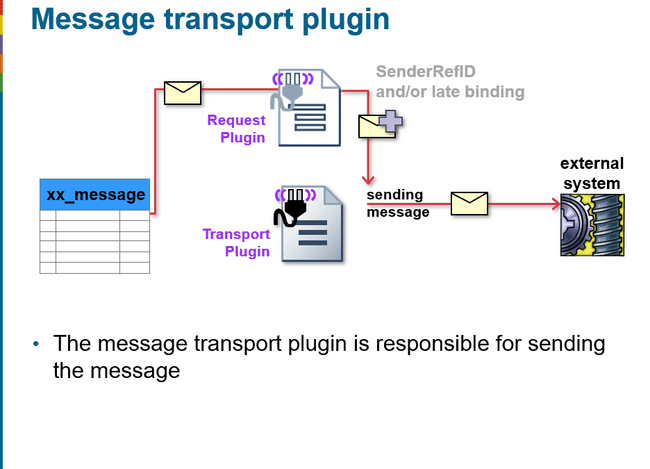 Message transport plugin
SenderRefID
and/or late binding
Request
Plugin
external
system
xx_message
sending
message
Transport
Plugin
• The message transport plugin is responsible for sending
the message